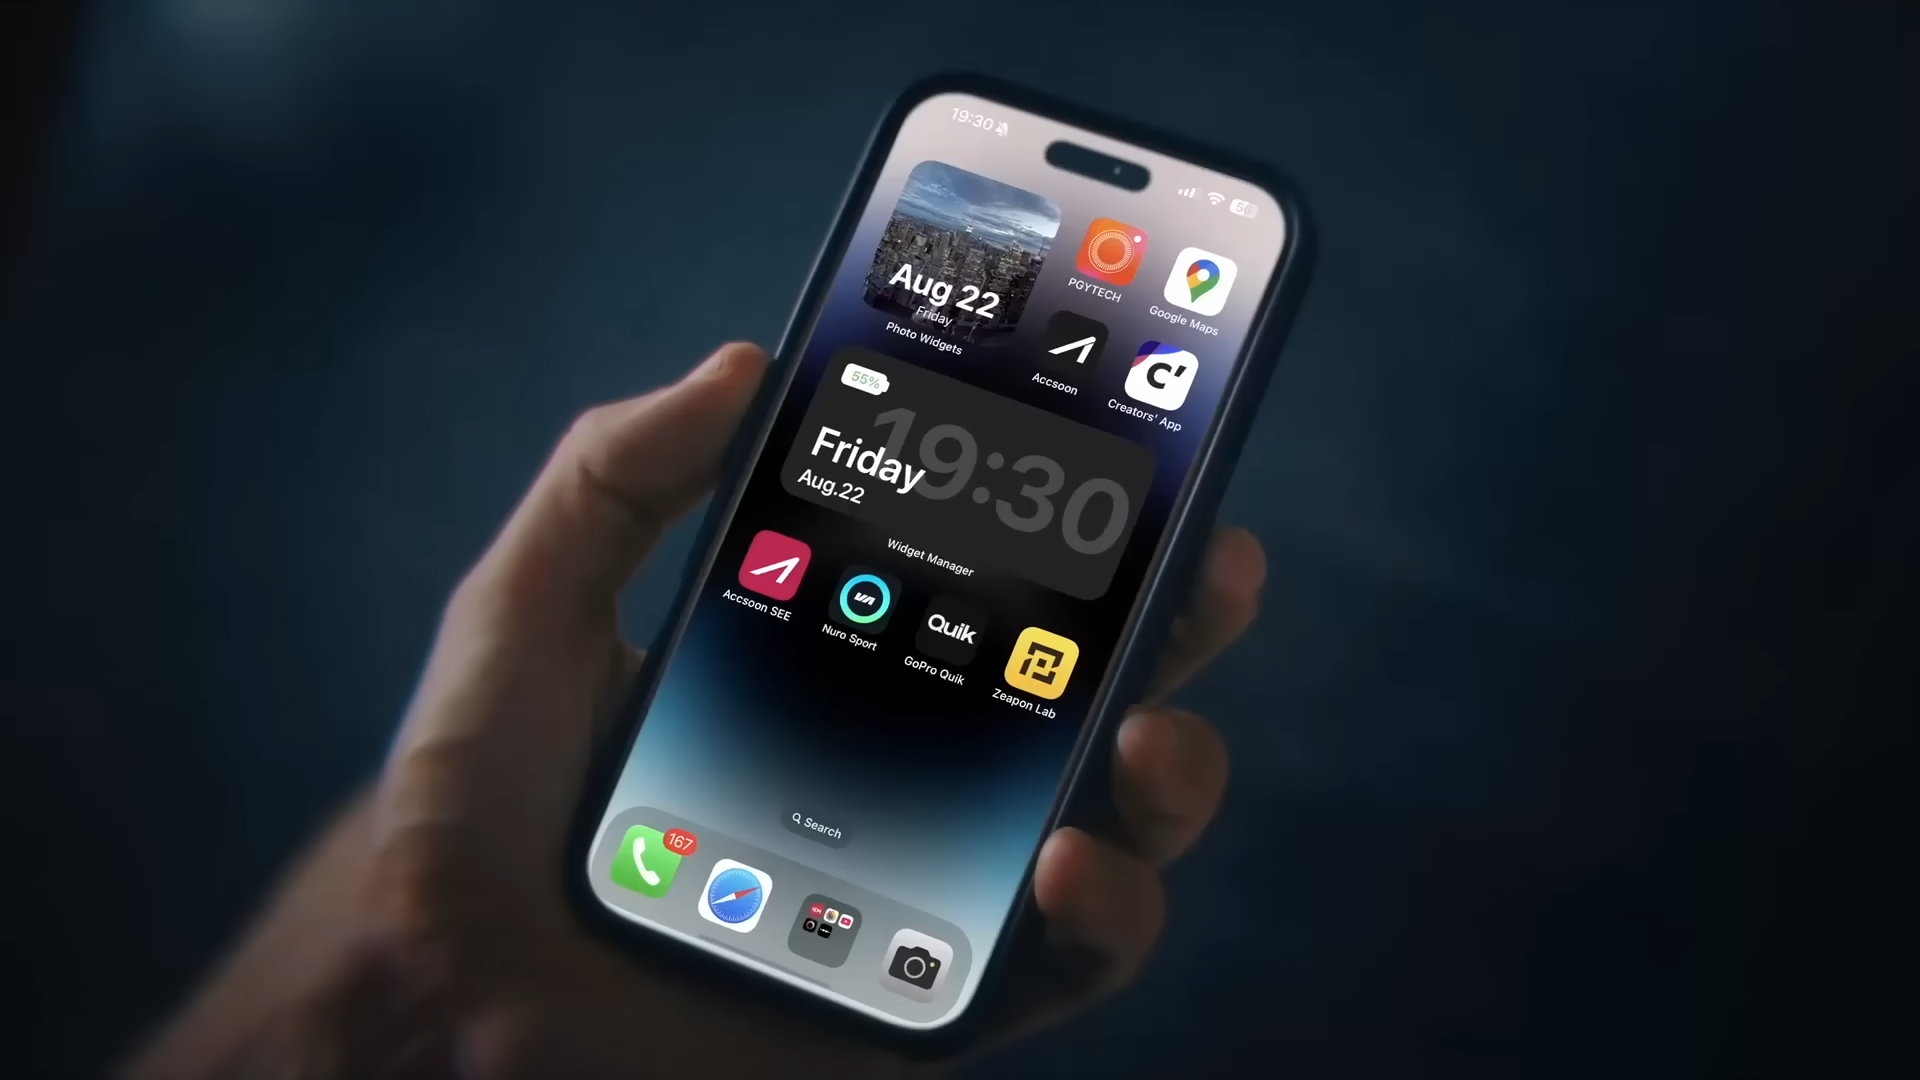 19:30
56
Aug 22
Friday
Photo Widgets
PGYTECH
Google Maps
Accsoon
C'
Creators' App
55%
19:30
Friday
Aug.22
Widget Manager
Accsoon SEE
Nuro Sport
Quik
GoPro Quik
Zeapon Lab
Search
167